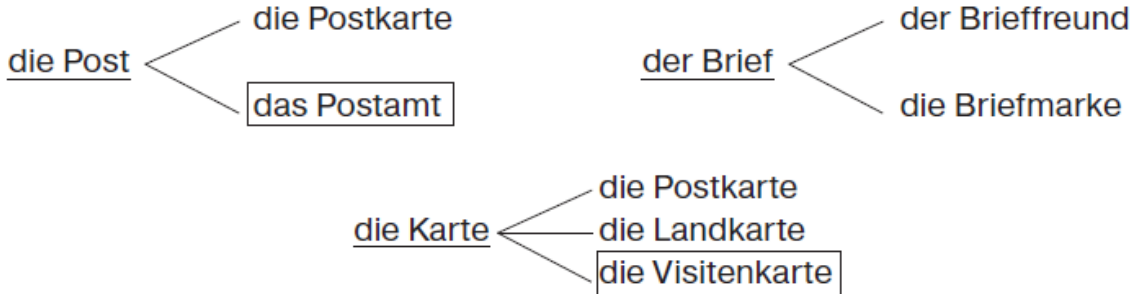 die Post
die Postkarte
das Postamt
der Brief
der Brieffreund
die Briefmarke
die Karte
die Postkarte
die Landkarte
die Visitenkarte